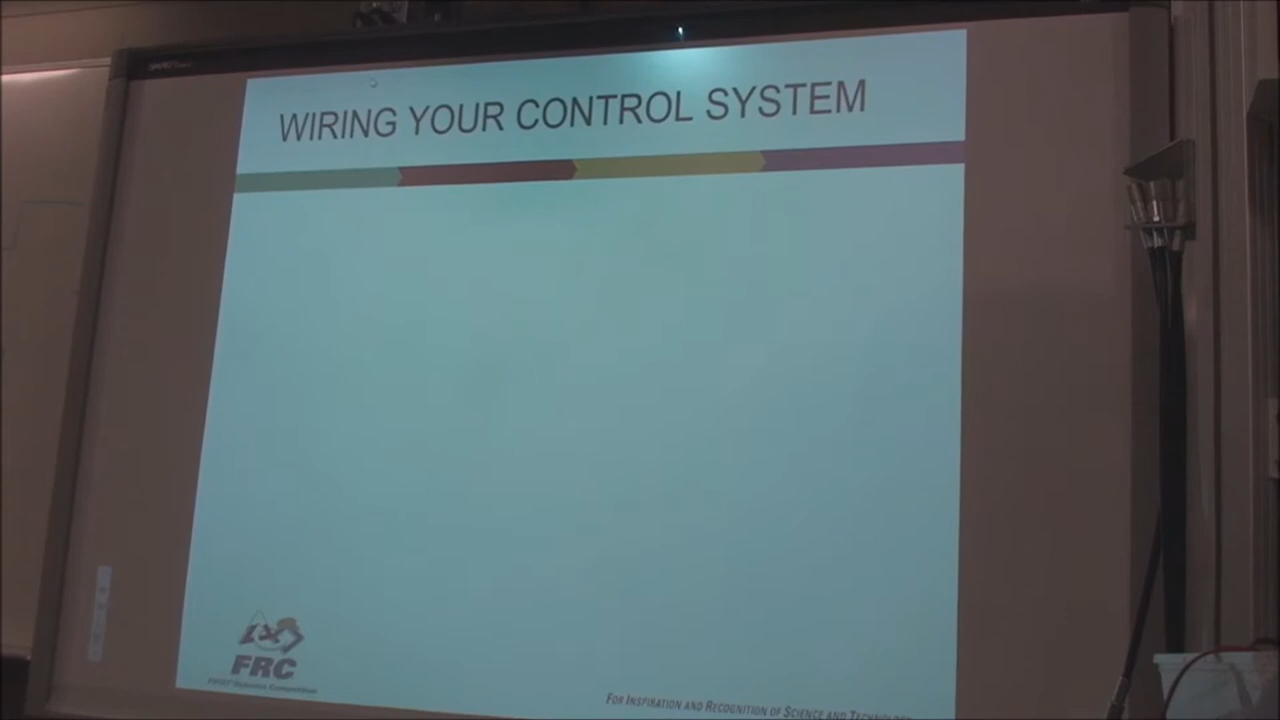 WIRING YOUR CONTROL SYSTEM
FRC
FOR INSPIRATION AND RECOGNITION OF SCIENCE AND